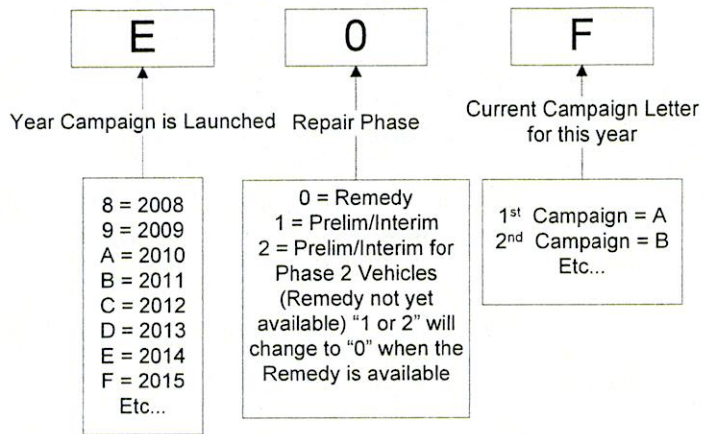 E
0
F
Year Campaign is Launched
Repair Phase
Current Campaign Letter
for this year
8 = 2008
9 = 2009
A = 2010
B = 2011
C = 2012
D = 2013
E = 2014
F = 2015
Etc...
0 = Remedy
1 = Prelim/Interim
2 = Prelim/Interim for
Phase 2 Vehicles
(Remedy not yet
available) “1 or 2” will
change to “0” when the
Remedy is available
1st Campaign = A
2nd Campaign = B
Etc...